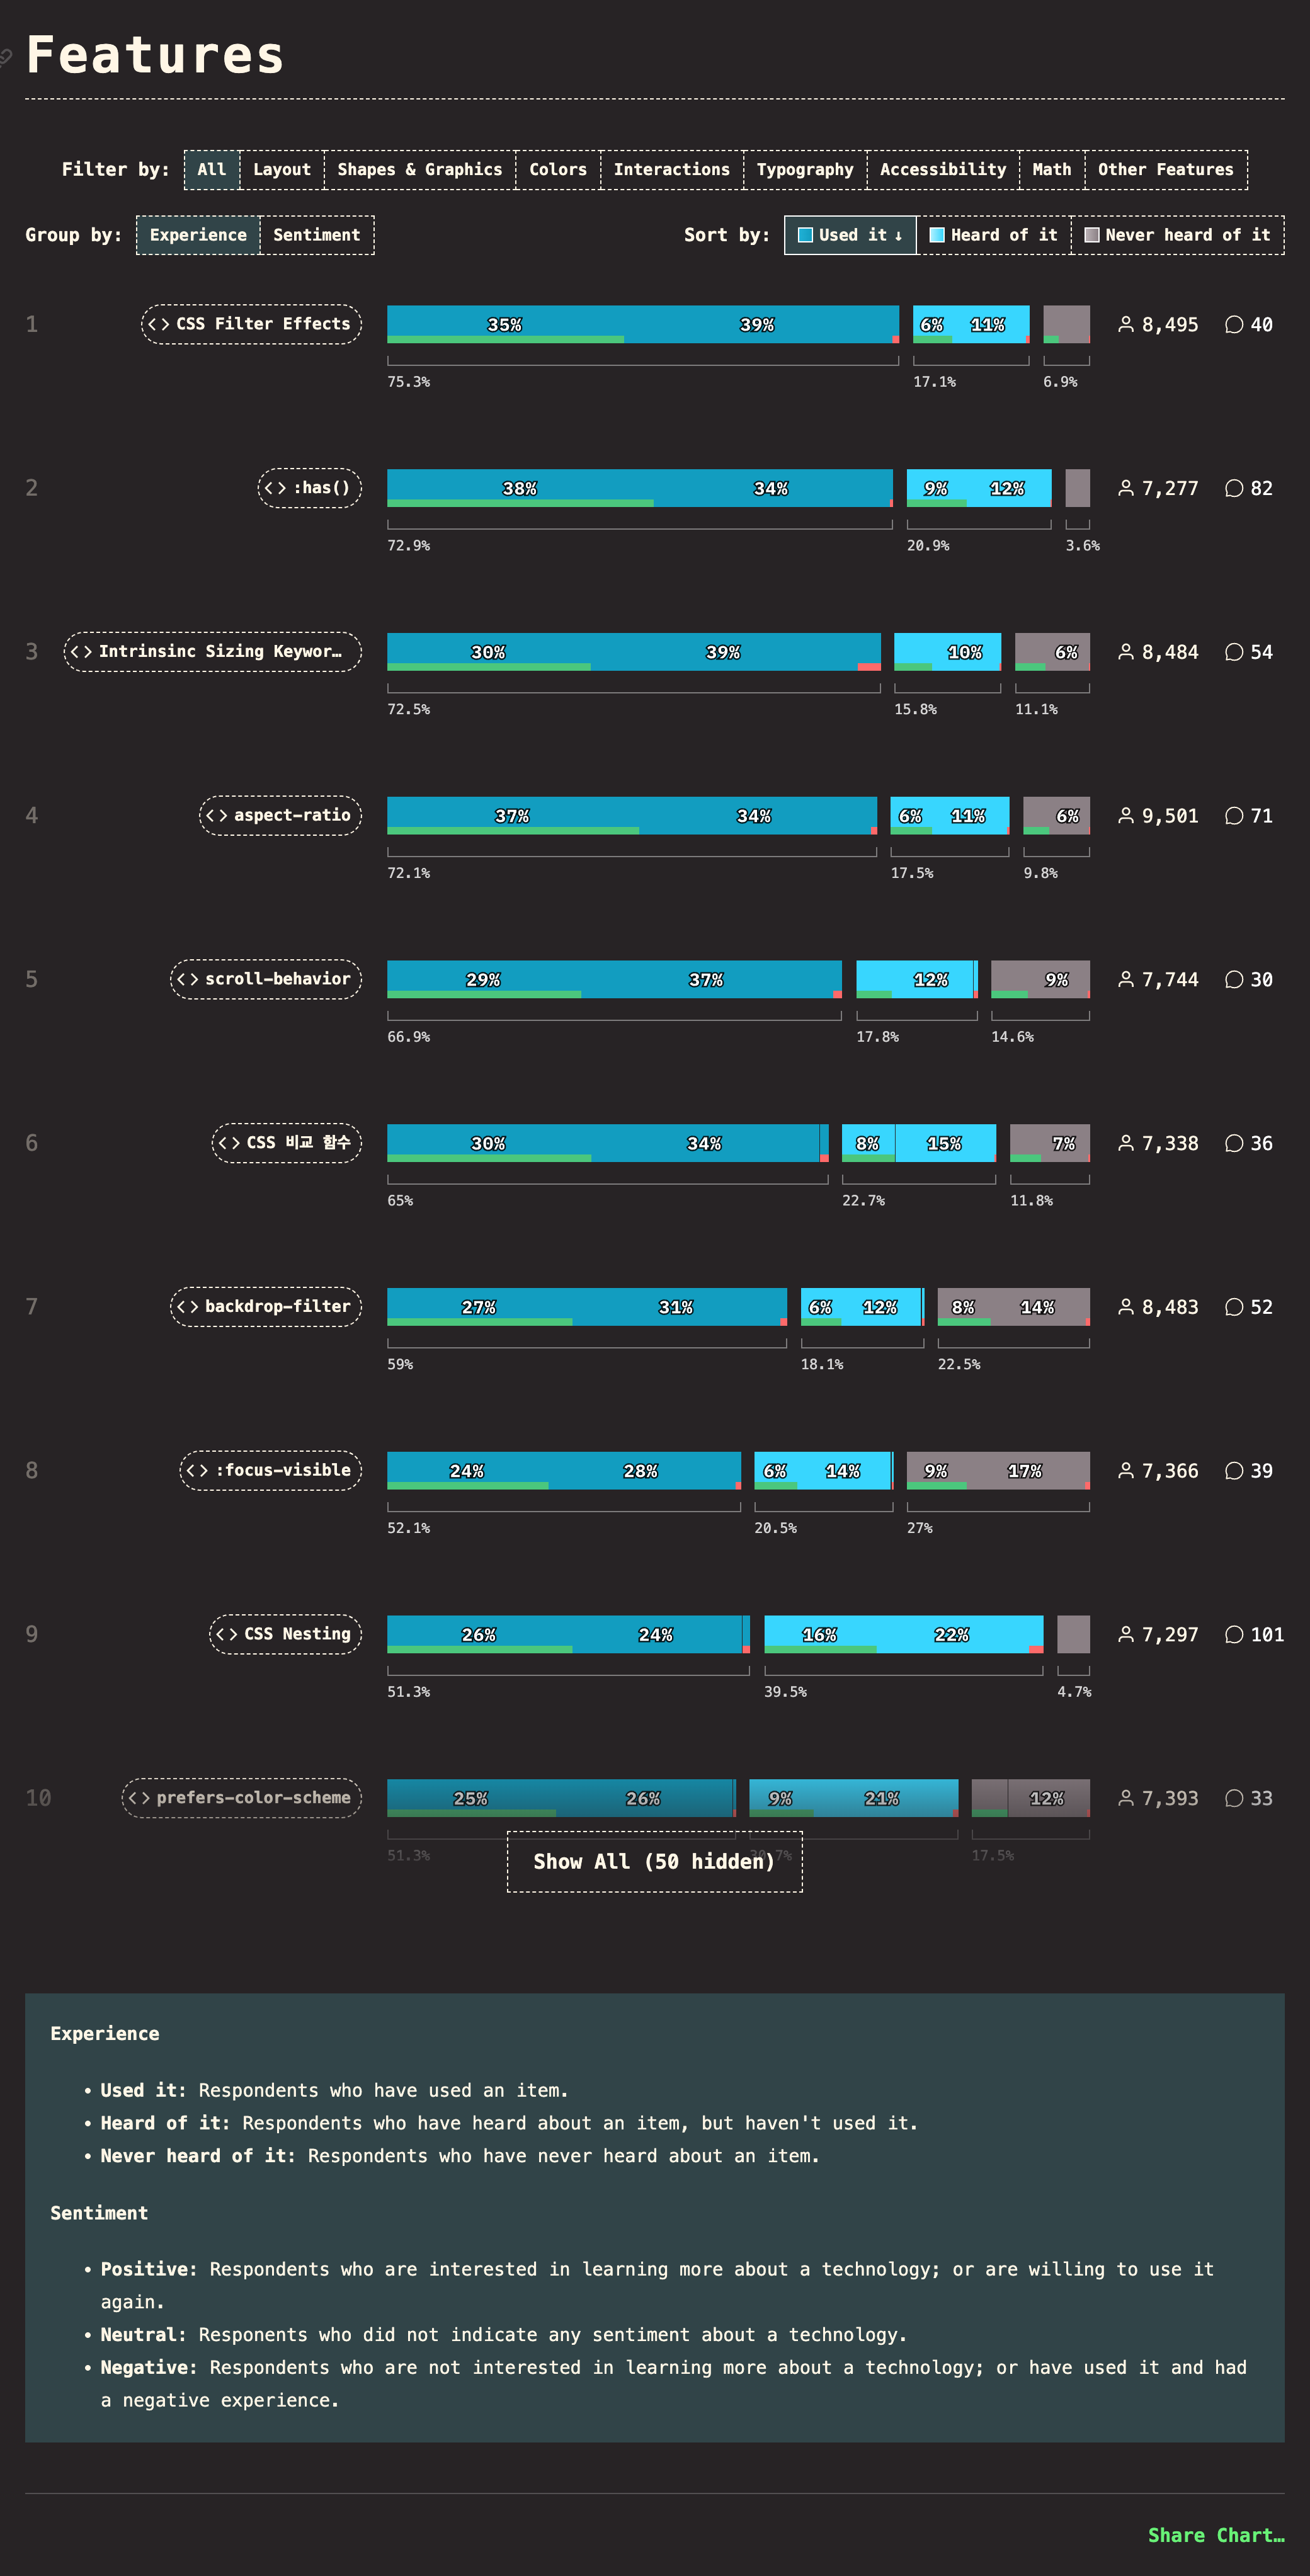 Features
Filter by: All Layout Shapes & Graphics Colors Interactions Typography Accessibility Math Other Features
Group by: Experience Sentiment Sort by: Used it ↓ Heard of it Never heard of it
1 <> CSS Filter Effects 35% 39% 6% 11% 8,495 40
75.3% 17.1% 6.9%
2 <> :has() 38% 34% 9% 12% 7,277 82
72.9% 20.9% 3.6%
3 <> Intrinsinc Sizing Keywor… 30% 39% 10% 6% 8,484 54
72.5% 15.8% 11.1%
4 <> aspect-ratio 37% 34% 6% 11% 6% 9,501 71
72.1% 17.5% 9.8%
5 <> scroll-behavior 29% 37% 12% 9% 7,744 30
66.9% 17.8% 14.6%
6 <> CSS 비교 함수 30% 34% 8% 15% 7% 7,338 36
65% 22.7% 11.8%
7 <> backdrop-filter 27% 31% 6% 12% 8% 14% 8,483 52
59% 18.1% 22.5%
8 <> :focus-visible 24% 28% 6% 14% 9% 17% 7,366 39
52.1% 20.5% 27%
9 <> CSS Nesting 26% 24% 16% 22% 7,297 101
51.3% 39.5% 4.7%
10 <> prefers-color-scheme 25% 26% 9% 21% 12% 7,393 33
51.3% 17.5%
Show All (50 hidden)
Experience
• Used it: Respondents who have used an item.
• Heard of it: Respondents who have heard about an item, but haven't used it.
• Never heard of it: Respondents who have never heard about an item.
Sentiment
• Positive: Respondents who are interested in learning more about a technology; or are willing to use it
again.
• Neutral: Responents who did not indicate any sentiment about a technology.
• Negative: Respondents who are not interested in learning more about a technology; or have used it and had
a negative experience.
Share Chart…